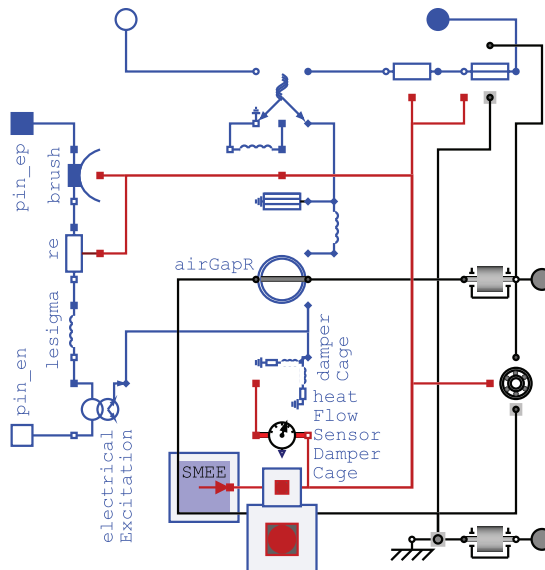 pin_ep
brush
re
airGapR
lesigma
damper
Cage
pin_en
heat
Flow
Sensor
Damper
Cage
electrical
Excitation
SMEE